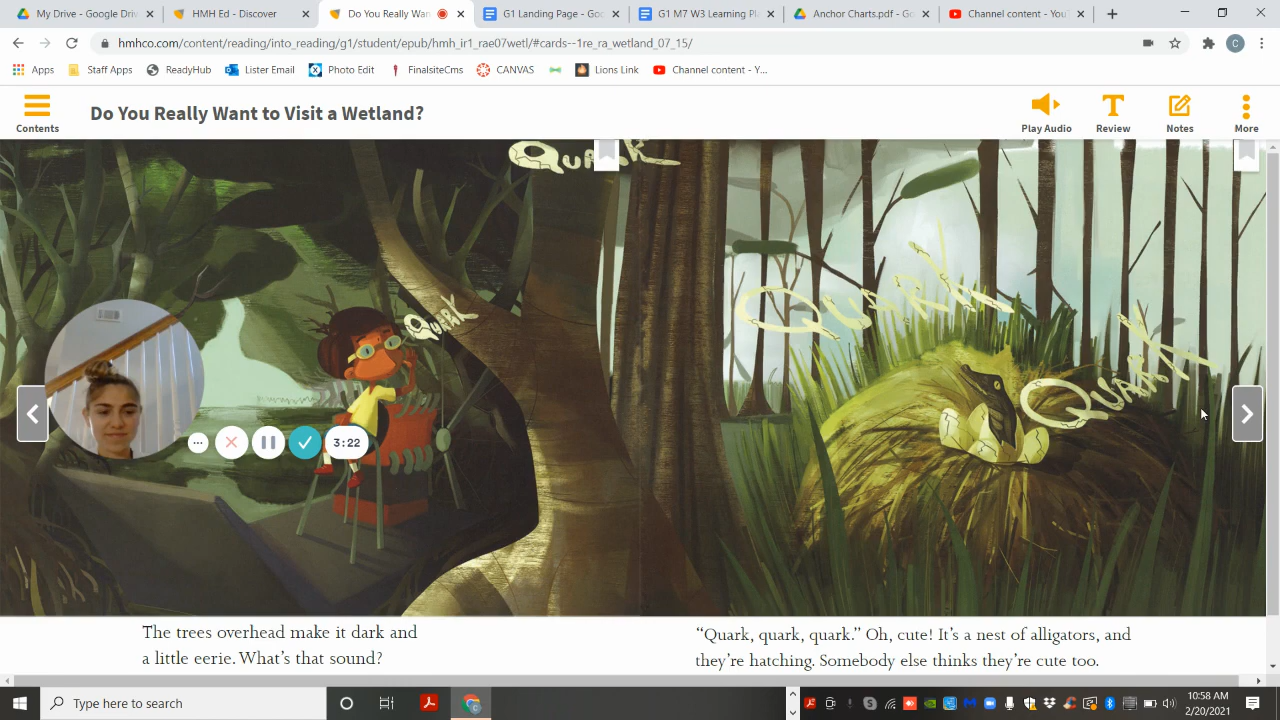 My Drive - Google Driv
HMH Ed - Discover
Do You Really Wan
G1 Landing Page - Goo
G1 M7 W3 Learning Pl
Anchor Charts.pdf - Go
Channel content - You
hmhco.com/content/reading/into_reading/g1/student/epub/hmh_ir1_rae07wetl/#cards--1re_ra_wetland_07_15/
C
Apps
Staff Apps
ReadyHub
Lister Email
Photo Edit
FinalsiteCms
CANVAS
Lions Link
Channel content - Y...
Contents
Do You Really Want to Visit a Wetland?
Play Audio
Review
Notes
More
QUARK
QUARK
QUARK
QUARK
3:22
The trees overhead make it dark and
a little eerie. What's that sound?
“Quark, quark, quark.” Oh, cute! It's a nest of alligators, and
they're hatching. Somebody else thinks they're cute too.
Type here to search
10:58 AM
2/20/2021